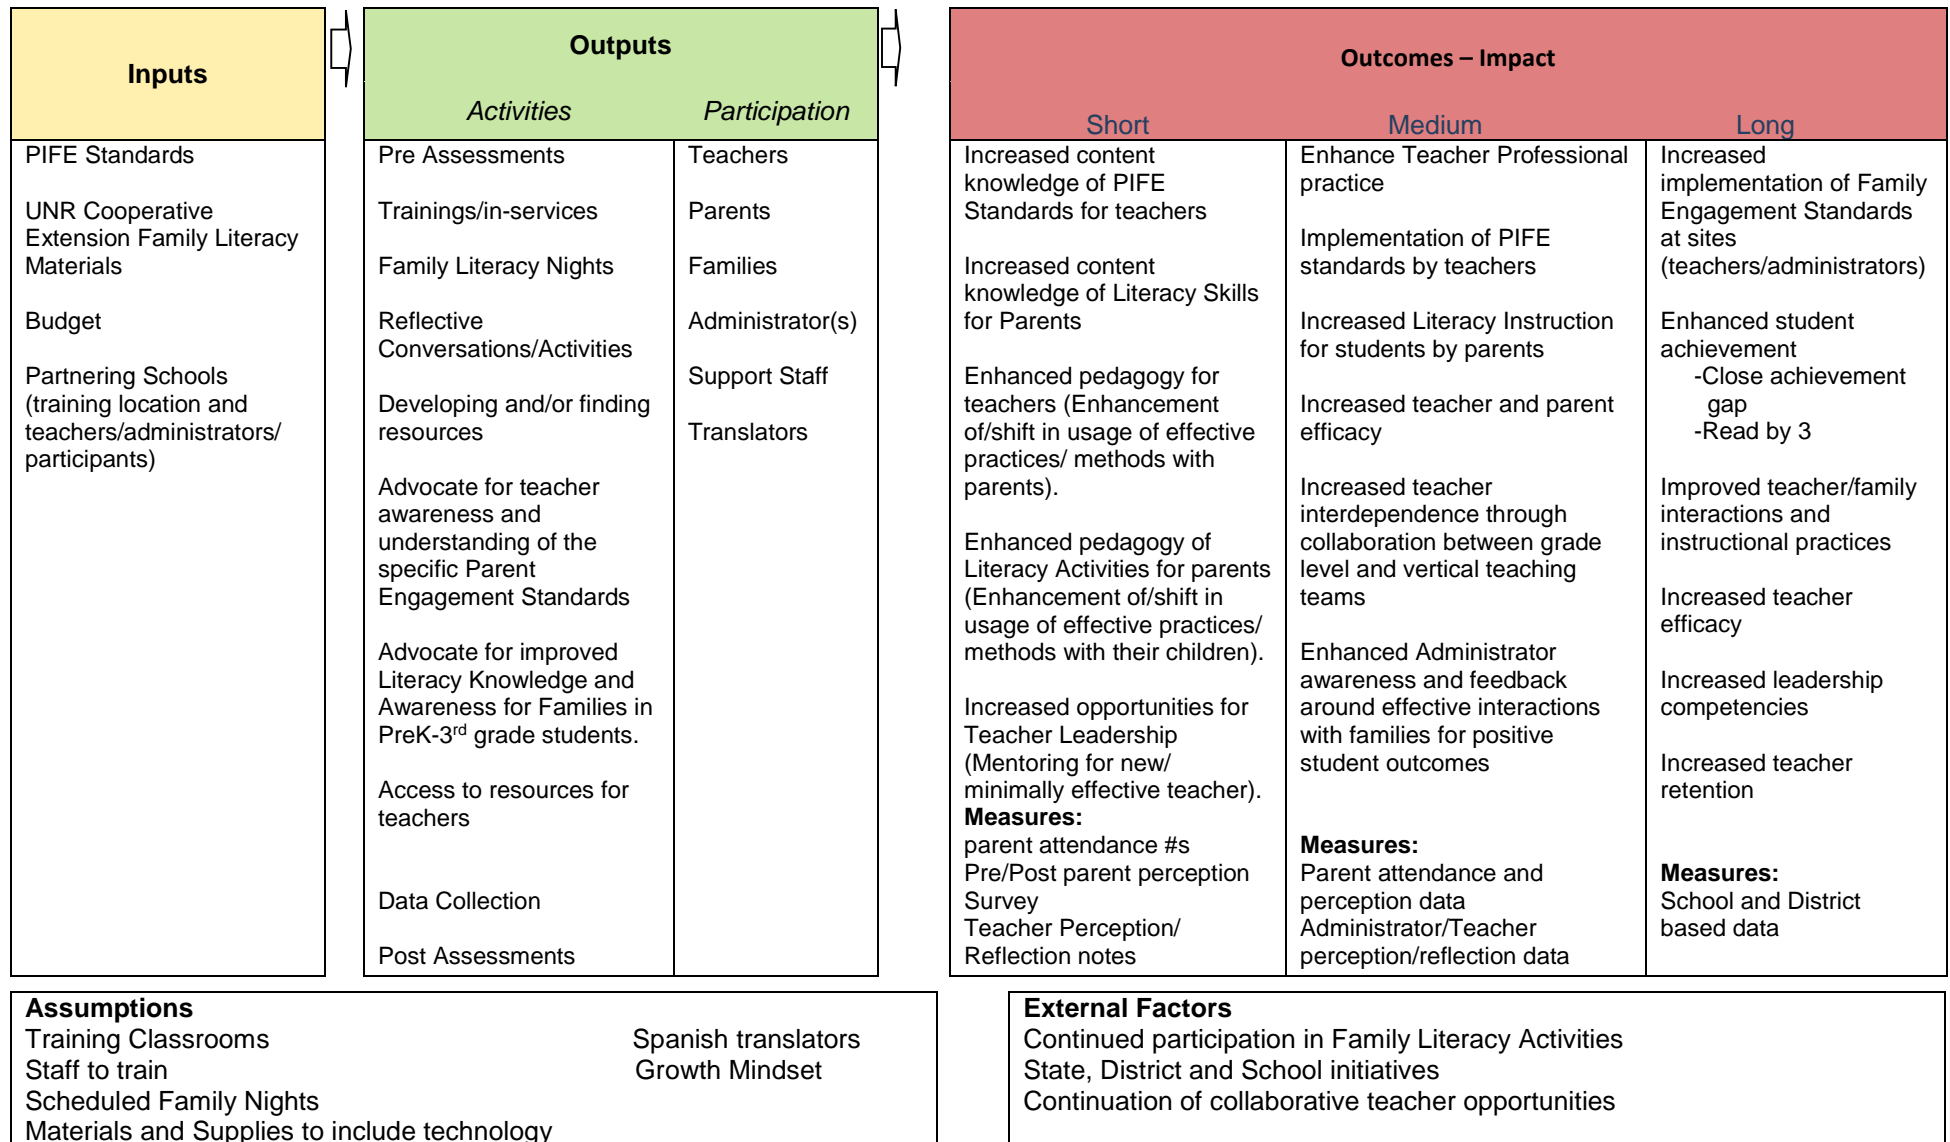 Inputs
PIFE Standards
UNR Cooperative
Extension Family Literacy
Materials
Budget
Partnering Schools
(training location and
teachers/administrators/
participants)
Outputs
Activities
Pre Assessments
Trainings/in-services
Family Literacy Nights
Reflective
Conversations/Activities
Developing and/or finding
resources
Advocate for teacher
awareness and
understanding of the
specific Parent
Engagement Standards
Advocate for improved
Literacy Knowledge and
Awareness for Families in
PreK-3rd grade students.
Access to resources for
teachers
Data Collection
Post Assessments
Participation
Teachers
Parents
Families
Administrator(s)
Support Staff
Translators
Outcomes – Impact
Short
Increased content
knowledge of PIFE
Standards for teachers
Increased content
knowledge of Literacy Skills
for Parents
Enhanced pedagogy for
teachers (Enhancement
of/shift in usage of effective
practices/ methods with
parents).
Enhanced pedagogy of
Literacy Activities for parents
(Enhancement of/shift in
usage of effective practices/
methods with their children).
Increased opportunities for
Teacher Leadership
(Mentoring for new/
minimally effective teacher).
Measures:
parent attendance #s
Pre/Post parent perception
Survey
Teacher Perception/
Reflection notes
Medium
Enhance Teacher Professional
practice
Implementation of PIFE
standards by teachers
Increased Literacy Instruction
for students by parents
Increased teacher and parent
efficacy
Increased teacher
interdependence through
collaboration between grade
level and vertical teaching
teams
Enhanced Administrator
awareness and feedback
around effective interactions
with families for positive
student outcomes
Measures:
Parent attendance and
perception data
Administrator/Teacher
perception/reflection data
Long
Increased
implementation of Family
Engagement Standards
at sites
(teachers/administrators)
Enhanced student
achievement
-Close achievement
gap
-Read by 3
Improved teacher/family
interactions and
instructional practices
Increased teacher
efficacy
Increased leadership
competencies
Increased teacher
retention
Measures:
School and District
based data
Assumptions
Training Classrooms
Staff to train
Scheduled Family Nights
Materials and Supplies to include technology
Spanish translators
Growth Mindset
External Factors
Continued participation in Family Literacy Activities
State, District and School initiatives
Continuation of collaborative teacher opportunities